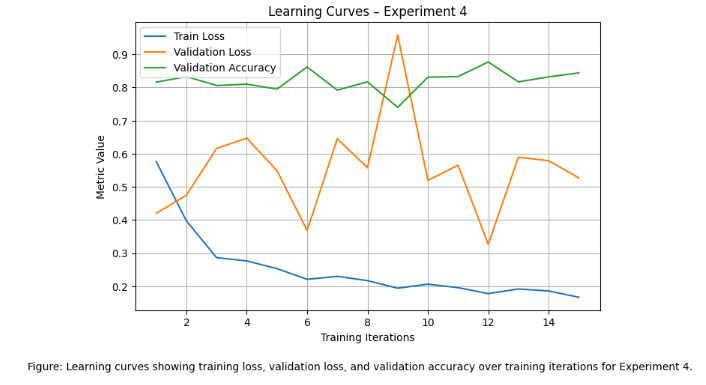 Learning Curves – Experiment 4
Train Loss
Validation Loss
Validation Accuracy
Metric Value
0.9
0.8
0.7
0.6
0.5
0.4
0.3
0.2
2 4 6 8 10 12 14
Training Iterations
Figure: Learning curves showing training loss, validation loss, and validation accuracy over training iterations for Experiment 4.